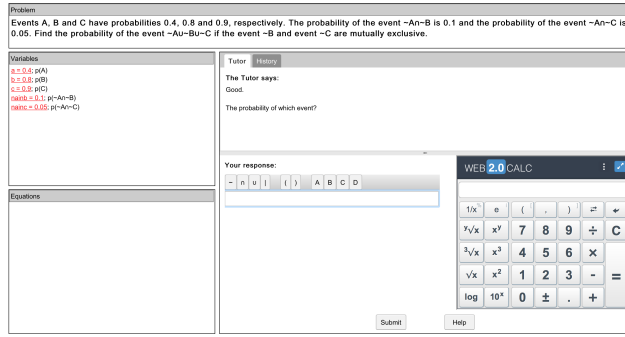 Problem
Events A, B and C have probabilities 0.4, 0.8 and 0.9, respectively. The probability of the event ~A∩~B is 0.1 and the probability of the event ~A∩~C is
0.05. Find the probability of the event ~A∪~B∪~C if the event ~B and event ~C are mutually exclusive.
Variables
a = 0.4: p(A)
b = 0.8: p(B)
c = 0.9: p(C)
nainb = 0.1: p(~A∩~B)
nainc = 0.05: p(~A∩~C)
Equations
Tutor History
The Tutor says:
Good.
The probability of which event?
Your response:
~ ∩ ∪ | ( ) A B C D
WEB 2.0 CALC
1/x e ( , )
y√x x^y 7 8 9 ÷ C
3√x x³ 4 5 6 ×
√x x² 1 2 3 - =
log 10^x 0 ± . +
Submit Help